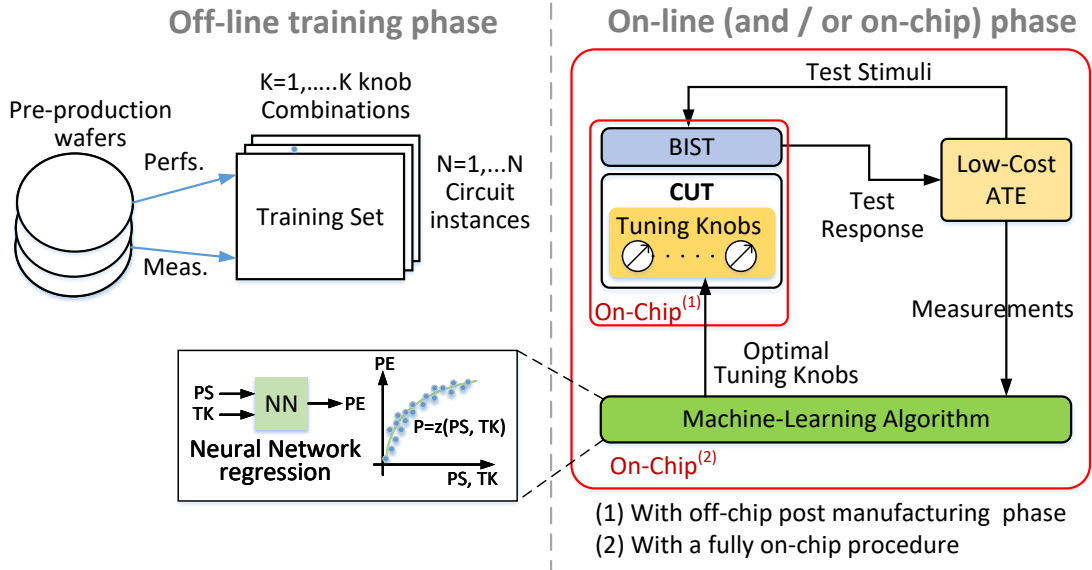 Off-line training phase
On-line (and / or on-chip) phase
K=1,.....K knob
Combinations
Pre-production
wafers
Perfs.
Meas.
Training Set
N=1,...N
Circuit
instances
Test Stimuli
BIST
CUT
Tuning Knobs
. . . . .
On-Chip(1)
Low-Cost
ATE
Test
Response
Measurements
Optimal
Tuning Knobs
Machine-Learning Algorithm
On-Chip(2)
PS
TK
NN
PE
Neural Network
regression
PE
P=z(PS, TK)
PS, TK
(1) With off-chip post manufacturing phase
(2) With a fully on-chip procedure